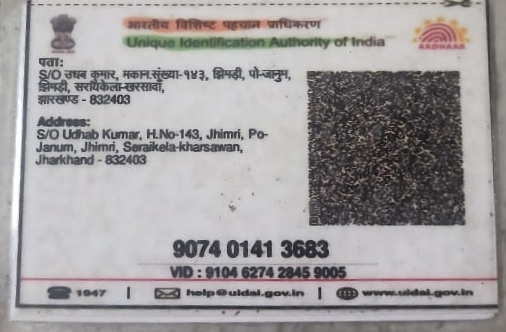 भारतीय विशिष्ट पहचान प्राधिकरण
Unique Identification Authority of India
AADHAAR
पता:
S/O उधब कुमार, मकान.संख्या-१४३, झिमड़ी, पो-जानुम,
झिमड़ी, सरायकेला-खरसावां,
झारखण्ड - 832403
Address:
S/O Udhab Kumar, H.No-143, Jhimri, Po-
Janum, Jhimri, Seraikela-kharsawan,
Jharkhand - 832403
9074 0141 3683
VID : 9104 6274 2845 9005
1947 | help@uidai.gov.in | www.uidai.gov.in